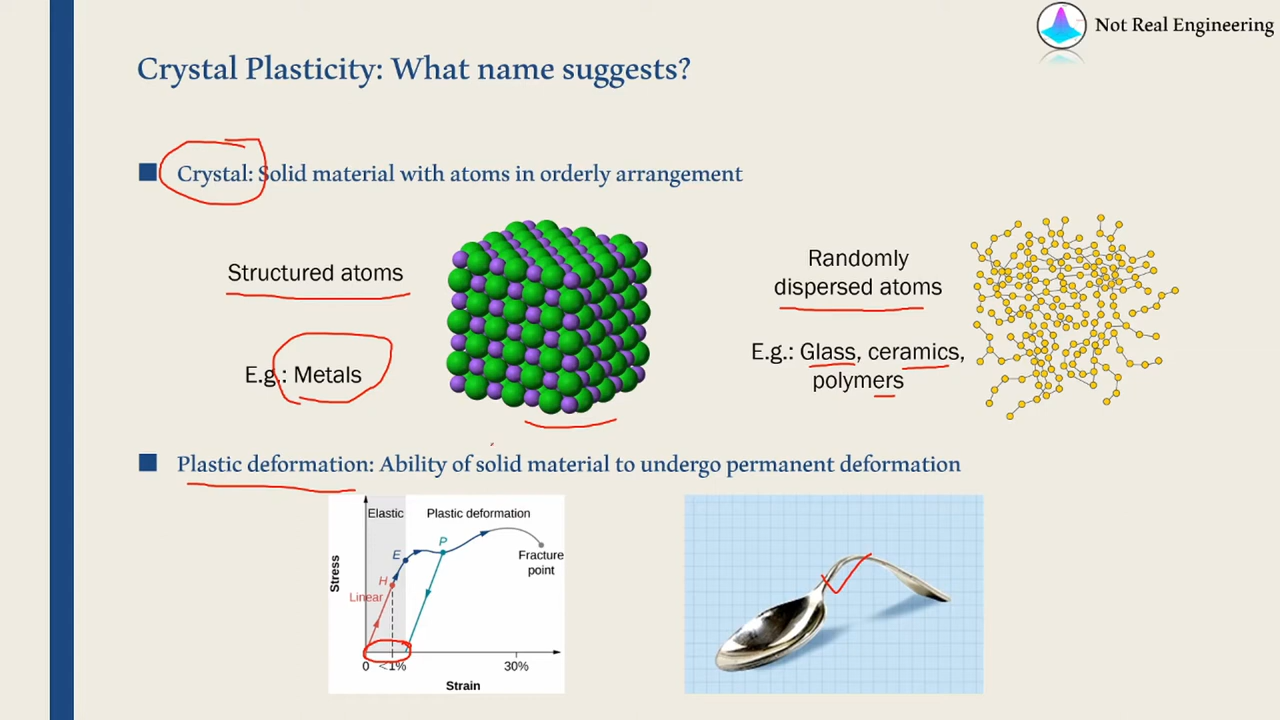 Not Real Engineering
Crystal Plasticity: What name suggests?
Crystal: Solid material with atoms in orderly arrangement
Structured atoms
E.g.: Metals
Randomly
dispersed atoms
E.g.: Glass, ceramics,
polymers
Plastic deformation: Ability of solid material to undergo permanent deformation
Elastic
Plastic deformation
P
E
H
Linear
Fracture
point
Stress
0
<1%
30%
Strain